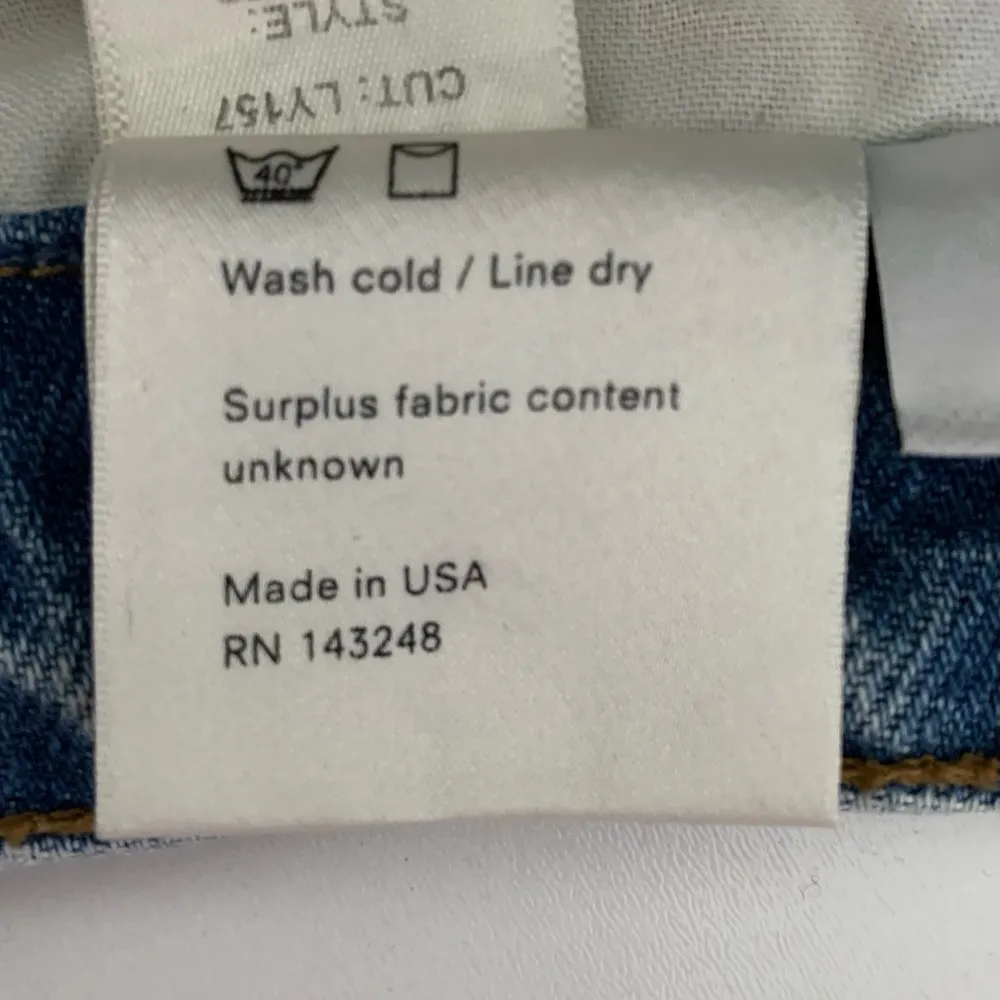 STYLE:
CUT: LY157
40°
Wash cold / Line dry
Surplus fabric content
unknown
Made in USA
RN 143248